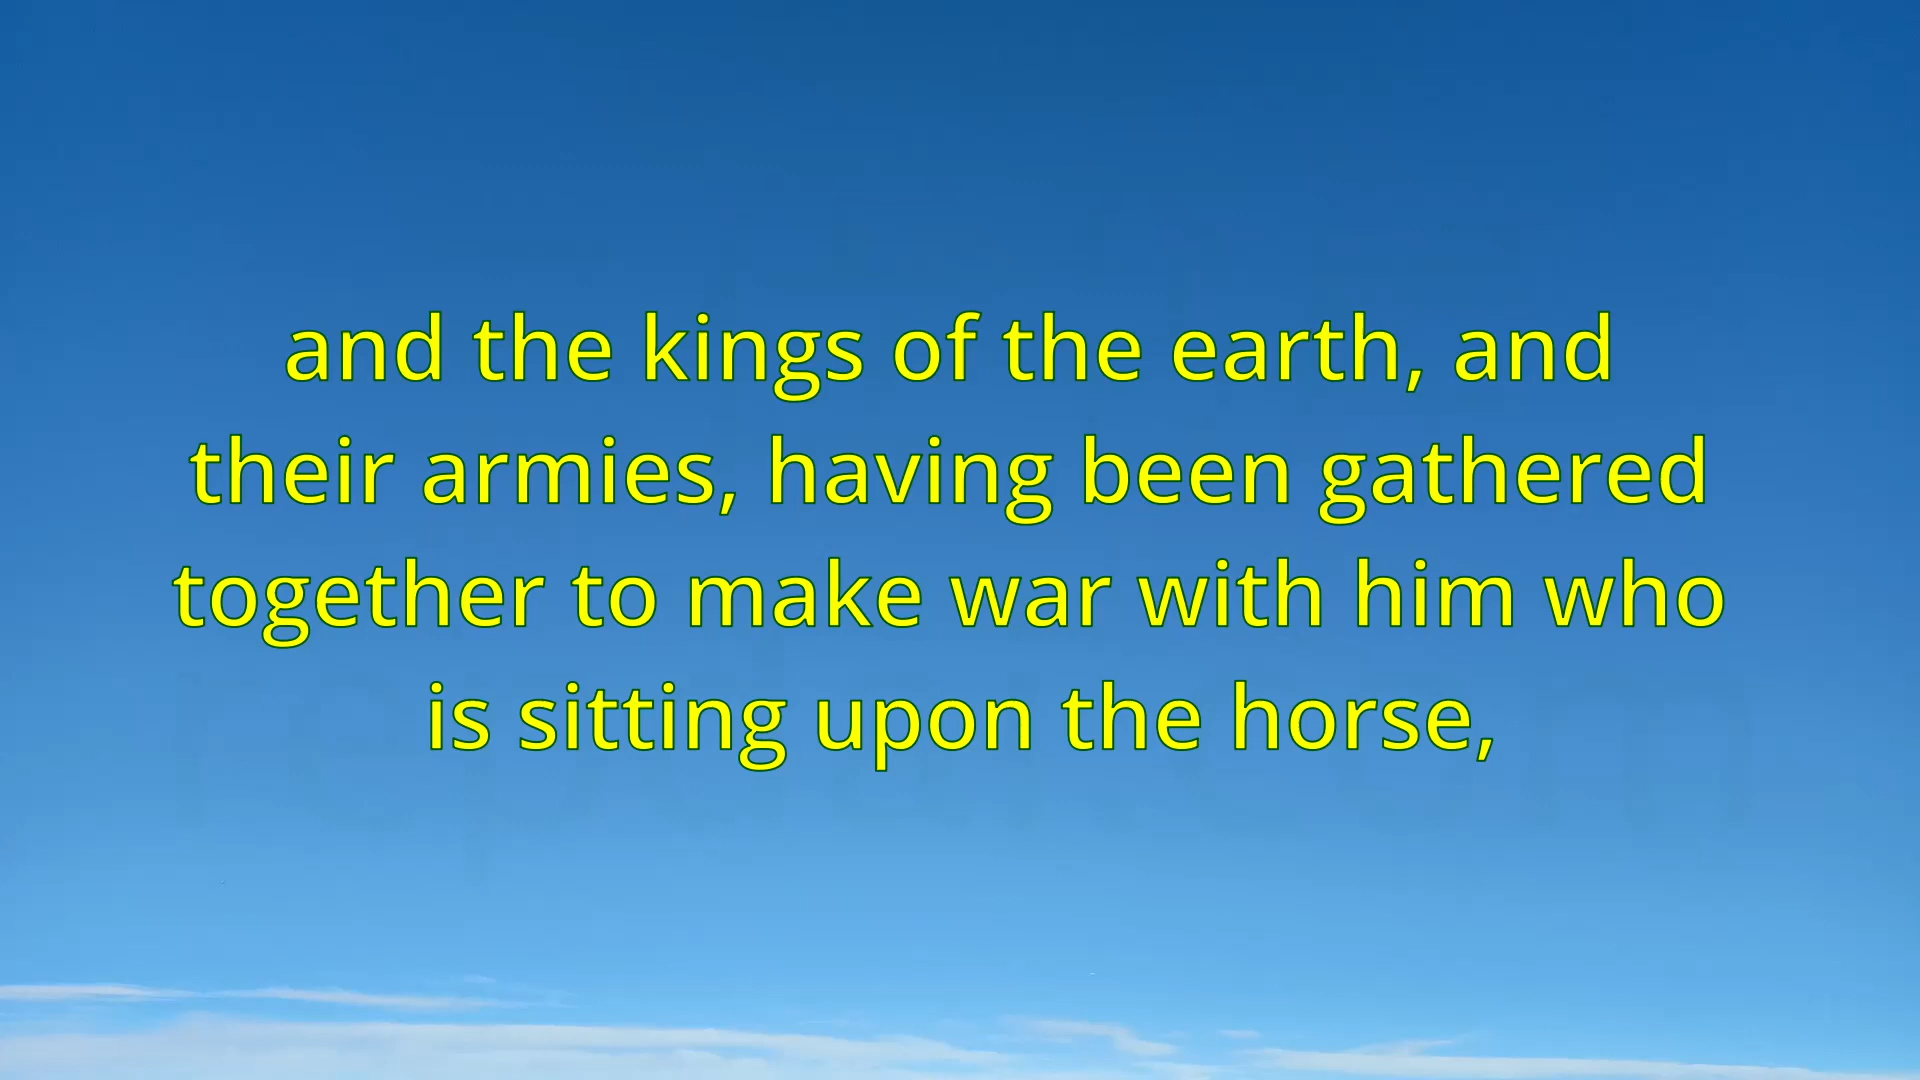 and the kings of the earth, and
their armies, having been gathered
together to make war with him who
is sitting upon the horse,